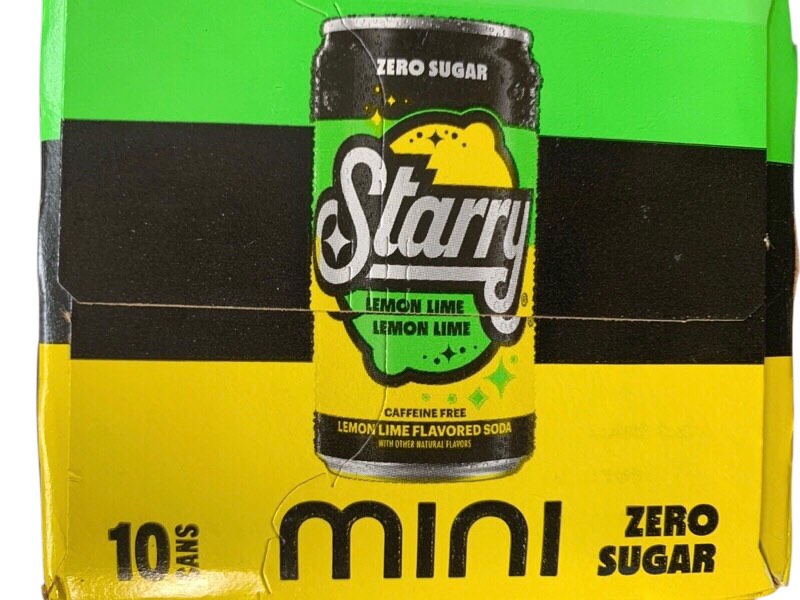 ZERO SUGAR
Starry
LEMON LIME
LEMON LIME
CAFFEINE FREE
LEMON LIME FLAVORED SODA
WITH OTHER NATURAL FLAVORS
10 CANS
mini
ZERO
SUGAR